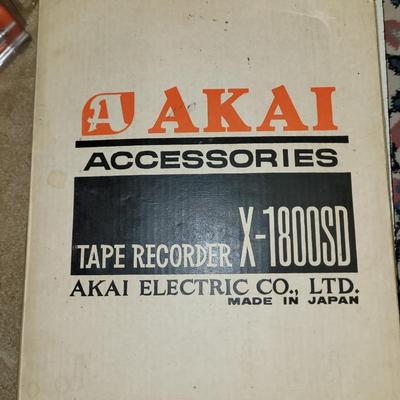 A AKAI
ACCESSORIES
TAPE RECORDER X-1800SD
AKAI ELECTRIC CO., LTD.
MADE IN JAPAN